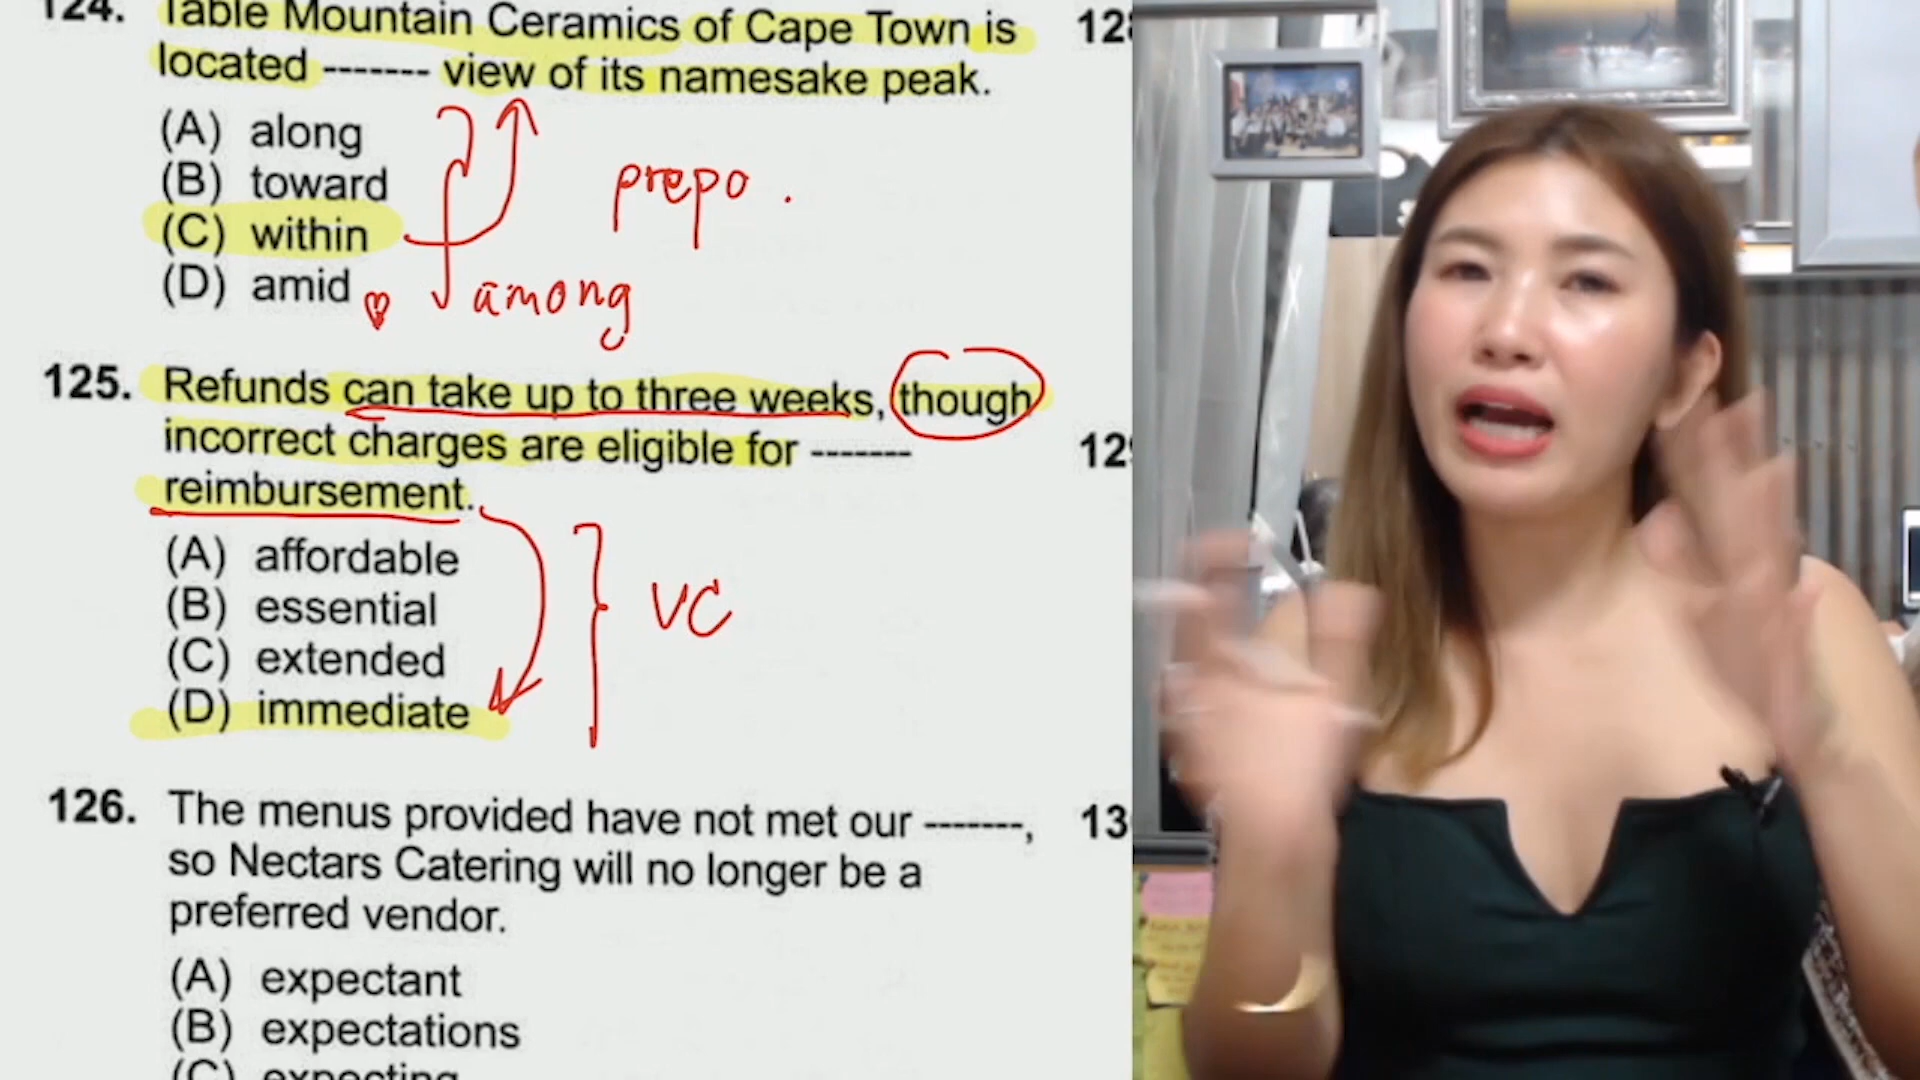 124. Table Mountain Ceramics of Cape Town is
located ------- view of its namesake peak.
(A) along
(B) toward
(C) within
(D) amid
prepo.
among
125. Refunds can take up to three weeks, though
incorrect charges are eligible for -------
reimbursement.
(A) affordable
(B) essential
(C) extended
(D) immediate
VC
126. The menus provided have not met our -------,
so Nectars Catering will no longer be a
preferred vendor.
(A) expectant
(B) expectations
(C) expecting
12
13